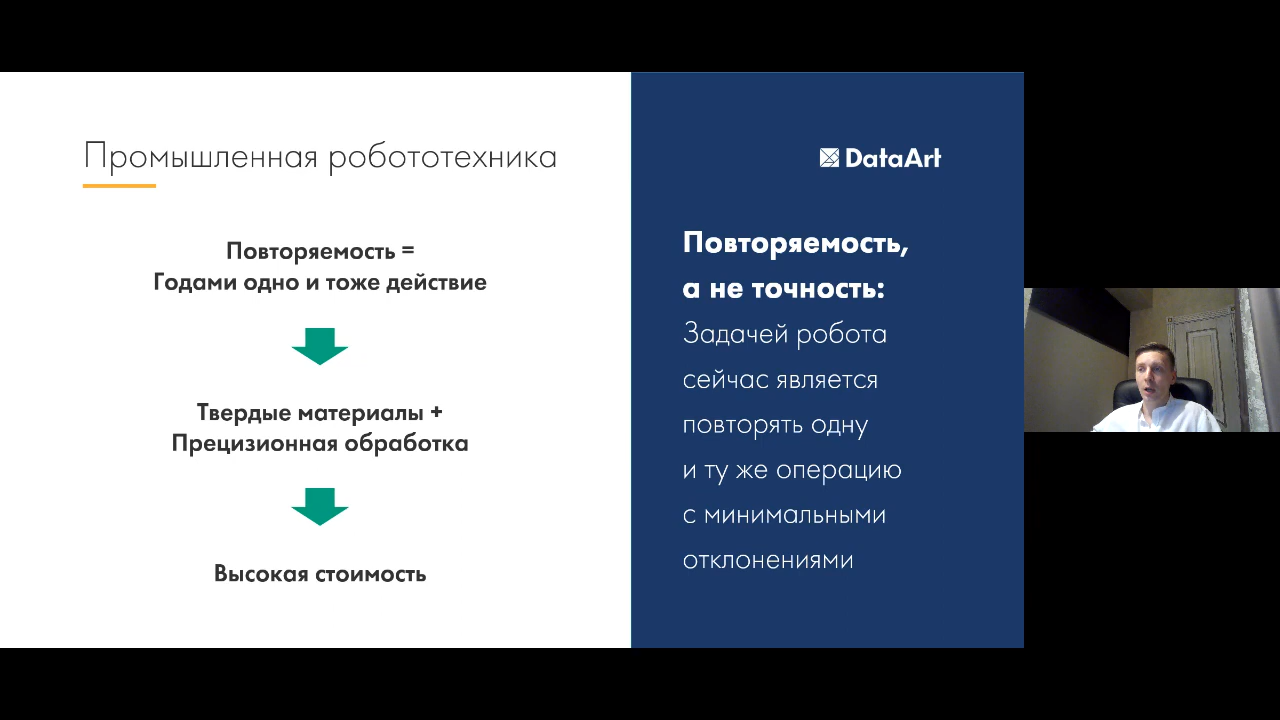 Промышленная робототехника
Повторяемость =
Годами одно и тоже действие
Твердые материалы +
Прецизионная обработка
Высокая стоимость
DataArt
Повторяемость,
а не точность:
Задачей робота
сейчас является
повторять одну
и ту же операцию
с минимальными
отклонениями